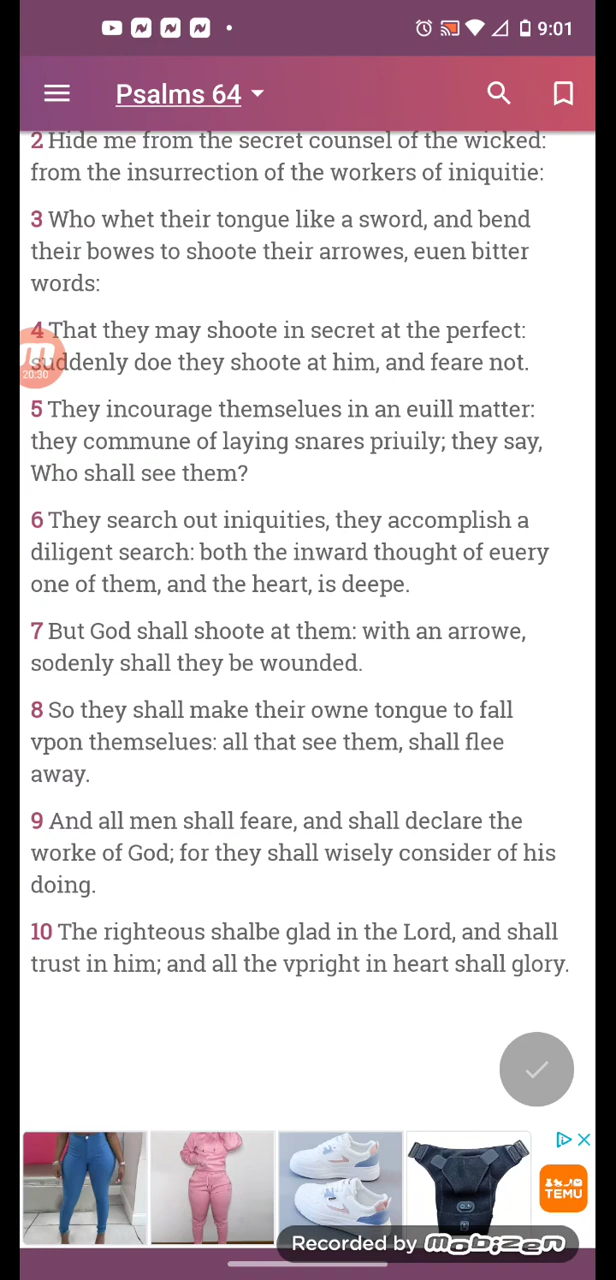 9:01
Psalms 64
2 Hide me from the secret counsel of the wicked:
from the insurrection of the workers of iniquitie:
3 Who whet their tongue like a sword, and bend
their bowes to shoote their arrowes, euen bitter
words:
4 That they may shoote in secret at the perfect:
suddenly doe they shoote at him, and feare not.
20:30
5 They incourage themselues in an euill matter:
they commune of laying snares priuily; they say,
Who shall see them?
6 They search out iniquities, they accomplish a
diligent search: both the inward thought of euery
one of them, and the heart, is deepe.
7 But God shall shoote at them: with an arrowe,
sodenly shall they be wounded.
8 So they shall make their owne tongue to fall
vpon themselues: all that see them, shall flee
away.
9 And all men shall feare, and shall declare the
worke of God; for they shall wisely consider of his
doing.
10 The righteous shalbe glad in the Lord, and shall
trust in him; and all the vpright in heart shall glory.
TEMU
Recorded by mobizen